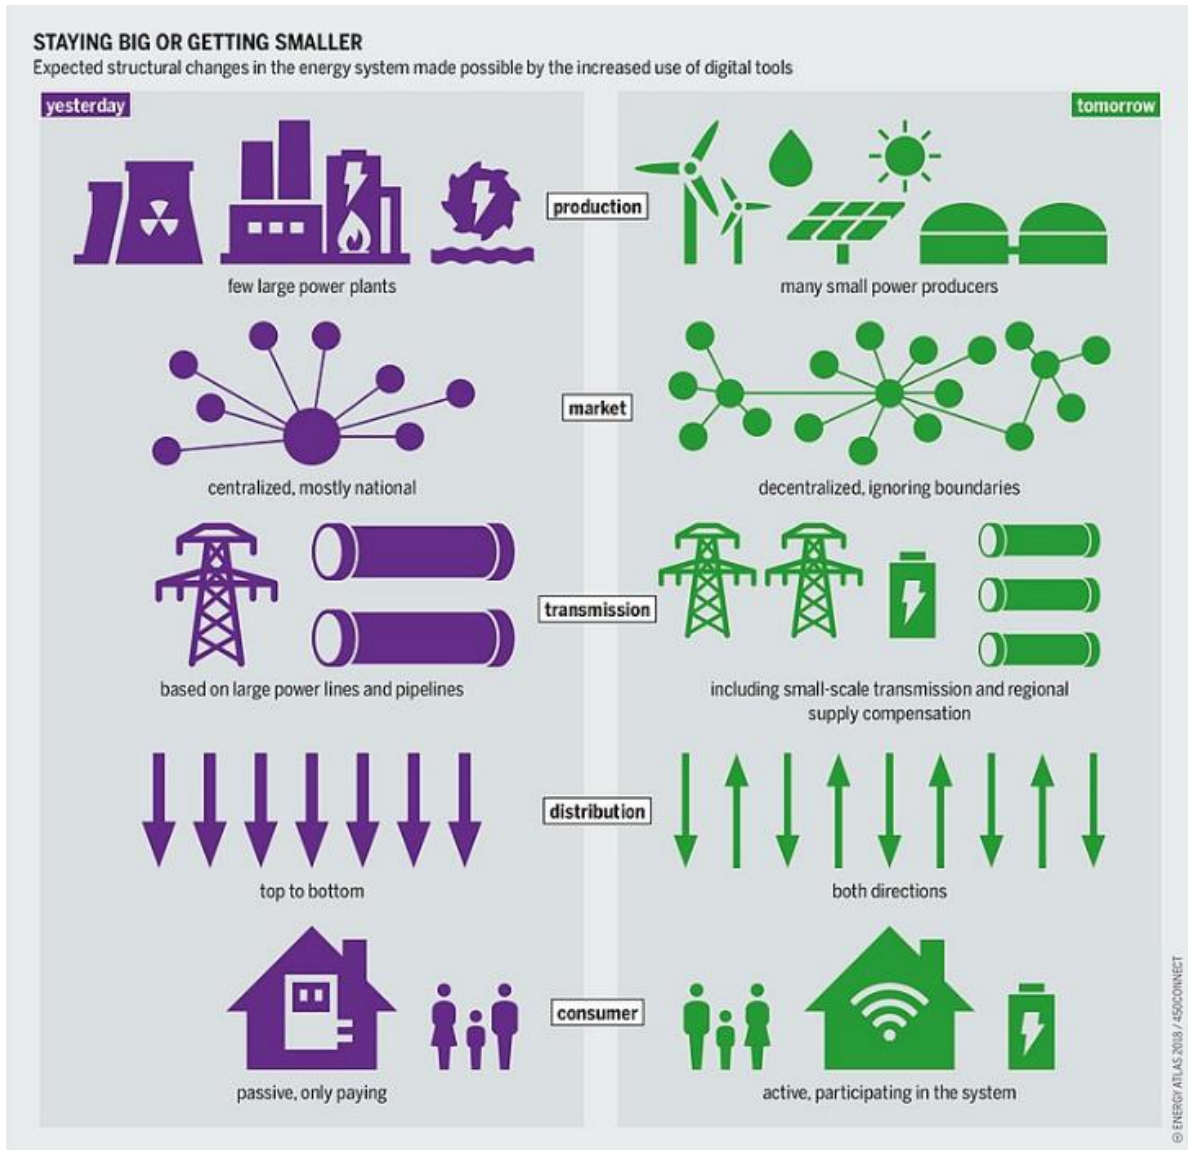 STAYING BIG OR GETTING SMALLER
Expected structural changes in the energy system made possible by the increased use of digital tools
yesterday
tomorrow
production
few large power plants
many small power producers
market
centralized, mostly national
decentralized, ignoring boundaries
transmission
based on large power lines and pipelines
including small-scale transmission and regional
supply compensation
distribution
top to bottom
both directions
consumer
passive, only paying
active, participating in the system
© ENERGY ATLAS 2018 / 450CONNECT